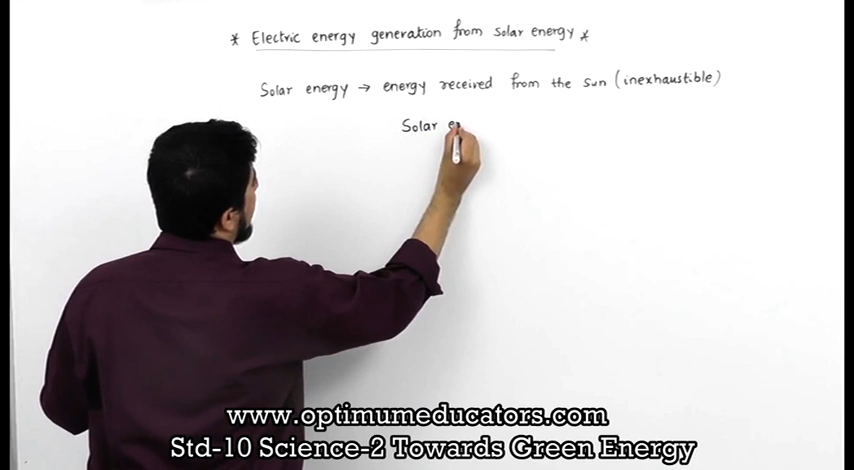 * Electric energy generation from solar energy *
Solar energy → energy received from the sun (inexhaustible)
Solar
www.optimumeducators.com
Std-10 Science-2 Towards Green Energy